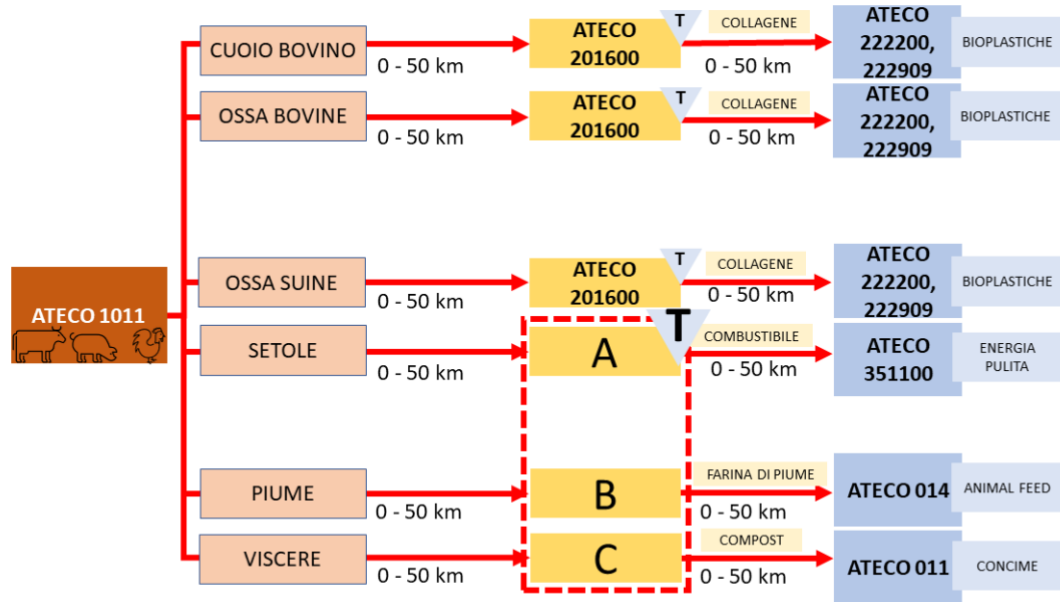 CUOIO BOVINO
0 - 50 km
ATECO
201600
T
COLLAGENE
0 - 50 km
ATECO
222200,
222909
BIOPLASTICHE
OSSA BOVINE
0 - 50 km
ATECO
201600
T
COLLAGENE
0 - 50 km
ATECO
222200,
222909
BIOPLASTICHE
ATECO 1011
OSSA SUINE
0 - 50 km
ATECO
201600
T
COLLAGENE
0 - 50 km
ATECO
222200,
222909
BIOPLASTICHE
SETOLE
0 - 50 km
A
T
COMBUSTIBILE
0 - 50 km
ATECO
351100
ENERGIA
PULITA
PIUME
0 - 50 km
B
FARINA DI PIUME
0 - 50 km
ATECO 014
ANIMAL FEED
VISCERE
0 - 50 km
C
COMPOST
0 - 50 km
ATECO 011
CONCIME